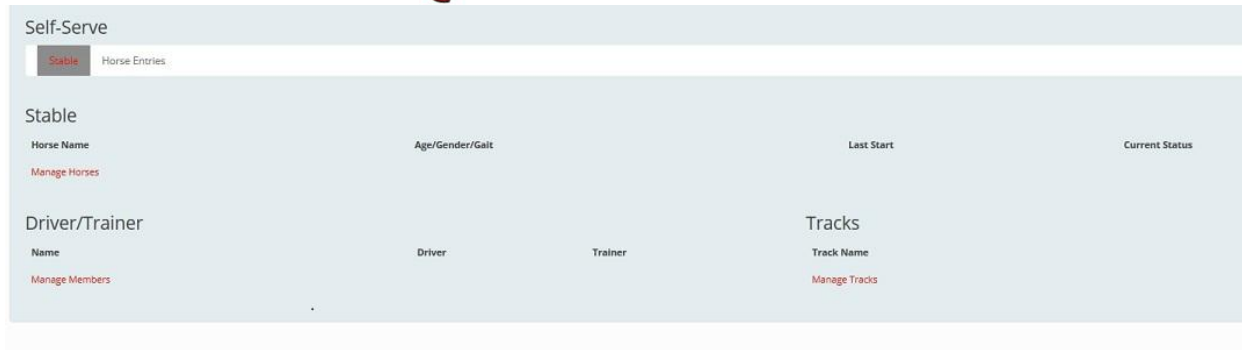 Self-Serve
Stable Horse Entries
Stable
Horse Name Age/Gender/Gait Last Start Current Status
Manage Horses
Driver/Trainer Tracks
Name Driver Trainer Track Name
Manage Members Manage Tracks